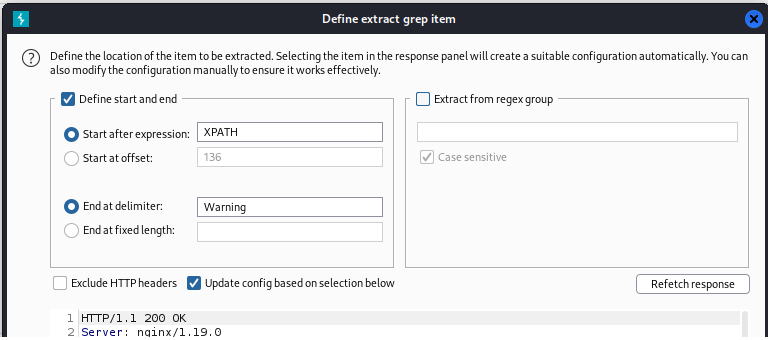 Define extract grep item
Define the location of the item to be extracted. Selecting the item in the response panel will create a suitable configuration automatically. You can
also modify the configuration manually to ensure it works effectively.
Define start and end
Start after expression: XPATH
Start at offset: 136
End at delimiter: Warning
End at fixed length:
Extract from regex group
Case sensitive
Exclude HTTP headers
Update config based on selection below
Refetch response
1 HTTP/1.1 200 OK
2 Server: nginx/1.19.0